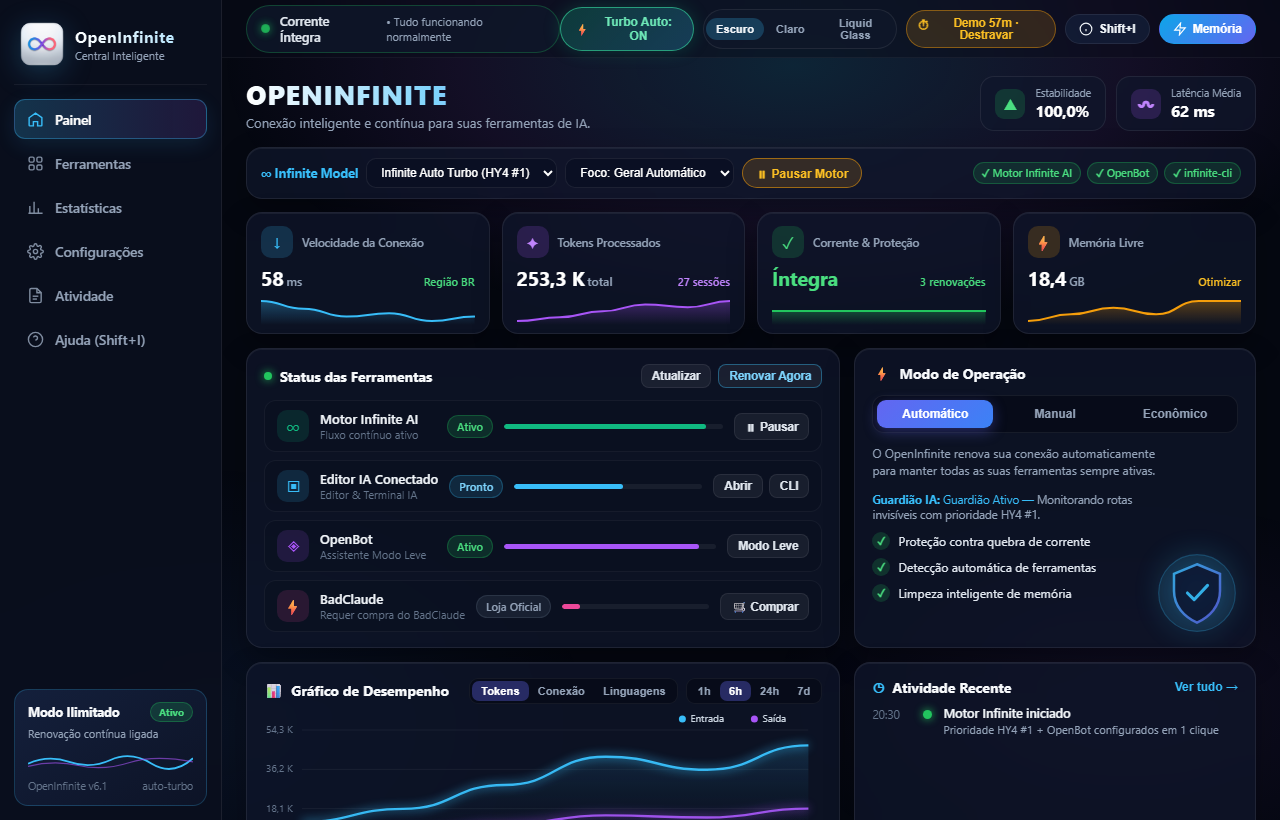 OpenInfinite
Central Inteligente
Painel
Ferramentas
Estatísticas
Configurações
Atividade
Ajuda (Shift+I)
Modo Ilimitado
Ativo
Renovação contínua ligada
OpenInfinite v6.1
auto-turbo
Corrente
Íntegra
• Tudo funcionando
normalmente
Turbo Auto:
ON
Escuro
Claro
Liquid
Glass
Demo 57m ·
Destravar
Shift+I
Memória
OPENINFINITE
Conexão inteligente e contínua para suas ferramentas de IA.
Estabilidade
100,0%
Latência Média
62 ms
∞ Infinite Model
Infinite Auto Turbo (HY4 #1)
Foco: Geral Automático
Pausar Motor
✓ Motor Infinite AI
✓ OpenBot
✓ infinite-cli
Velocidade da Conexão
58 ms
Região BR
Tokens Processados
253,3 K total
27 sessões
Corrente & Proteção
Íntegra
3 renovações
Memória Livre
18,4 GB
Otimizar
Status das Ferramentas
Atualizar
Renovar Agora
Motor Infinite AI
Fluxo contínuo ativo
Ativo
Pausar
Editor IA Conectado
Editor & Terminal IA
Pronto
Abrir
CLI
OpenBot
Assistente Modo Leve
Ativo
Modo Leve
BadClaude
Requer compra do BadClaude
Loja Oficial
Comprar
Modo de Operação
Automático
Manual
Econômico
O OpenInfinite renova sua conexão automaticamente
para manter todas as suas ferramentas sempre ativas.
Guardião IA: Guardião Ativo — Monitorando rotas
invisíveis com prioridade HY4 #1.
✓ Proteção contra quebra de corrente
✓ Detecção automática de ferramentas
✓ Limpeza inteligente de memória
Gráfico de Desempenho
Tokens
Conexão
Linguagens
1h
6h
24h
7d
Entrada
Saída
54,3 K
36,2 K
18,1 K
Atividade Recente
Ver tudo →
20:30
Motor Infinite iniciado
Prioridade HY4 #1 + OpenBot configurados em 1 clique